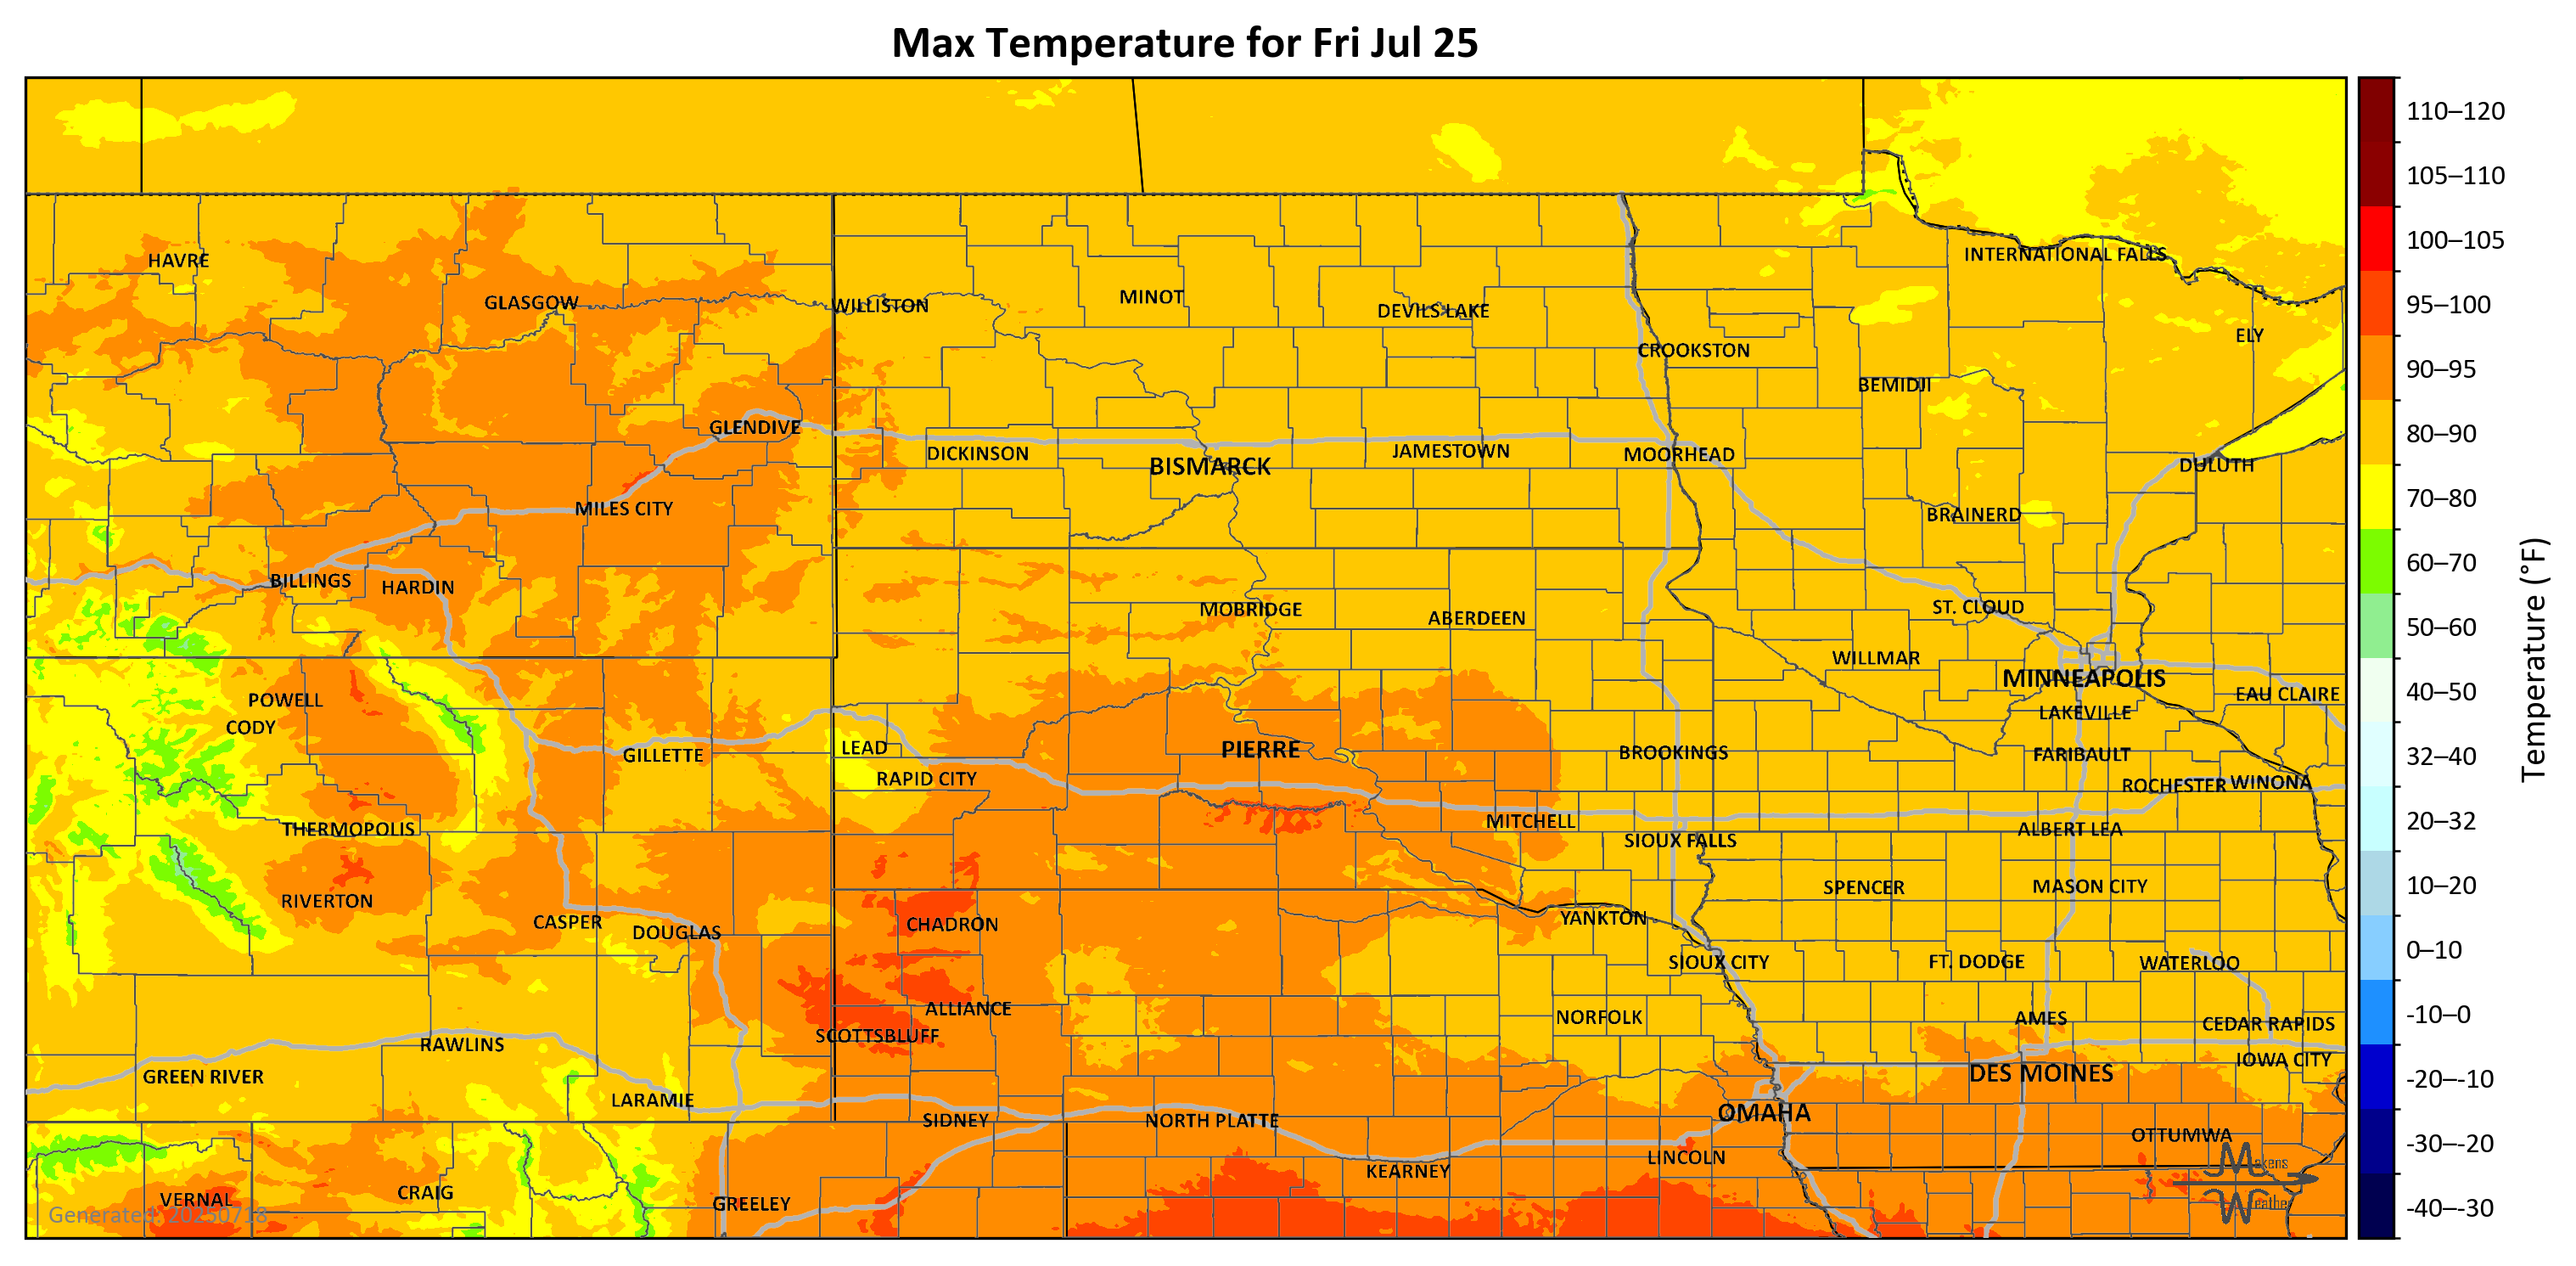 Max Temperature for Fri Jul 25
110–120
105–110
100–105
95–100
90–95
80–90
70–80
60–70
50–60
40–50
32–40
20–32
10–20
0–10
-10–0
-20–-10
-30–-20
-40–-30
Temperature (°F)
HAVRE
INTERNATIONAL FALLS
GLASGOW
WILLISTON
MINOT
DEVILS LAKE
ELY
CROOKSTON
BEMIDJI
GLENDIVE
DICKINSON
BISMARCK
JAMESTOWN
MOORHEAD
DULUTH
MILES CITY
BRAINERD
BILLINGS
HARDIN
MOBRIDGE
ABERDEEN
ST. CLOUD
WILLMAR
MINNEAPOLIS
POWELL
EAU CLAIRE
CODY
LAKEVILLE
GILLETTE
LEAD
PIERRE
BROOKINGS
FARIBAULT
RAPID CITY
ROCHESTER
WINONA
THERMOPOLIS
MITCHELL
SIOUX FALLS
ALBERT LEA
RIVERTON
SPENCER
MASON CITY
CASPER
DOUGLAS
CHADRON
YANKTON
SIOUX CITY
FT. DODGE
WATERLOO
ALLIANCE
NORFOLK
AMES
CEDAR RAPIDS
SCOTTSBLUFF
RAWLINS
IOWA CITY
GREEN RIVER
DES MOINES
LARAMIE
SIDNEY
NORTH PLATTE
OMAHA
OTTUMWA
KEARNEY
LINCOLN
VERNAL
CRAIG
GREELEY
Makens
Weather
Generated: 20250718